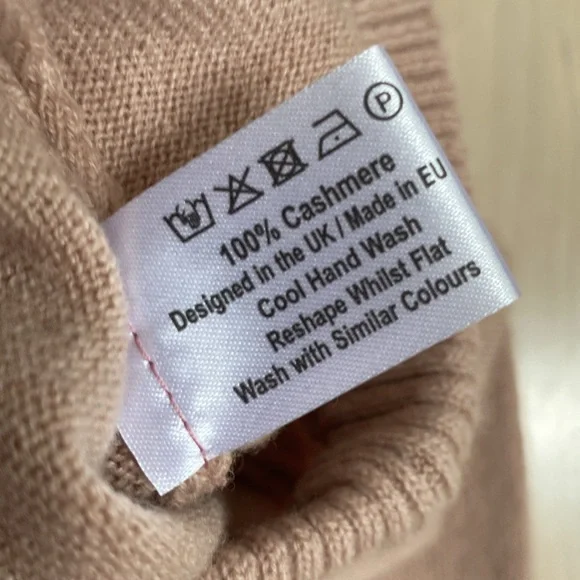 P
100% Cashmere
Designed in the UK / Made in EU
Cool Hand Wash
Reshape Whilst Flat
Wash with Similar Colours